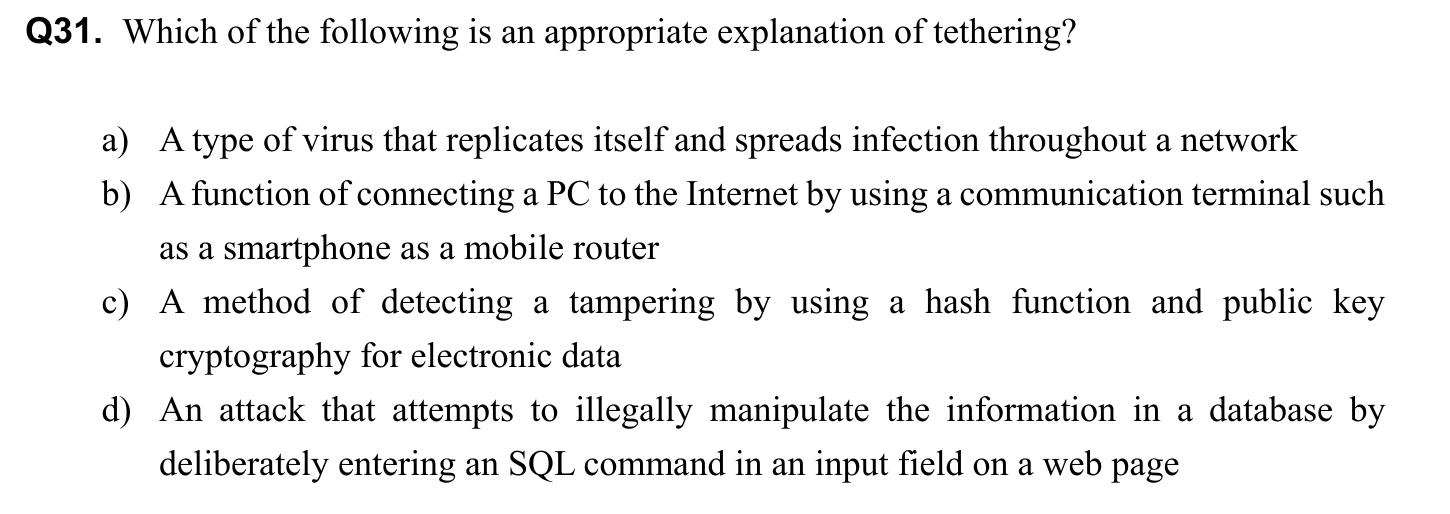 Q31. Which of the following is an appropriate explanation of tethering?
a) A type of virus that replicates itself and spreads infection throughout a network
b) A function of connecting a PC to the Internet by using a communication terminal such
as a smartphone as a mobile router
c) A method of detecting a tampering by using a hash function and public key
cryptography for electronic data
d) An attack that attempts to illegally manipulate the information in a database by
deliberately entering an SQL command in an input field on a web page